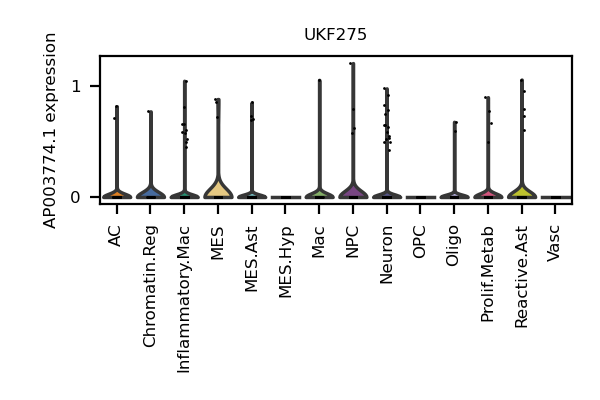 UKF275
AP003774.1 expression
1
0
AC
Chromatin.Reg
Inflammatory.Mac
MES
MES.Ast
MES.Hyp
Mac
NPC
Neuron
OPC
Oligo
Prolif.Metab
Reactive.Ast
Vasc